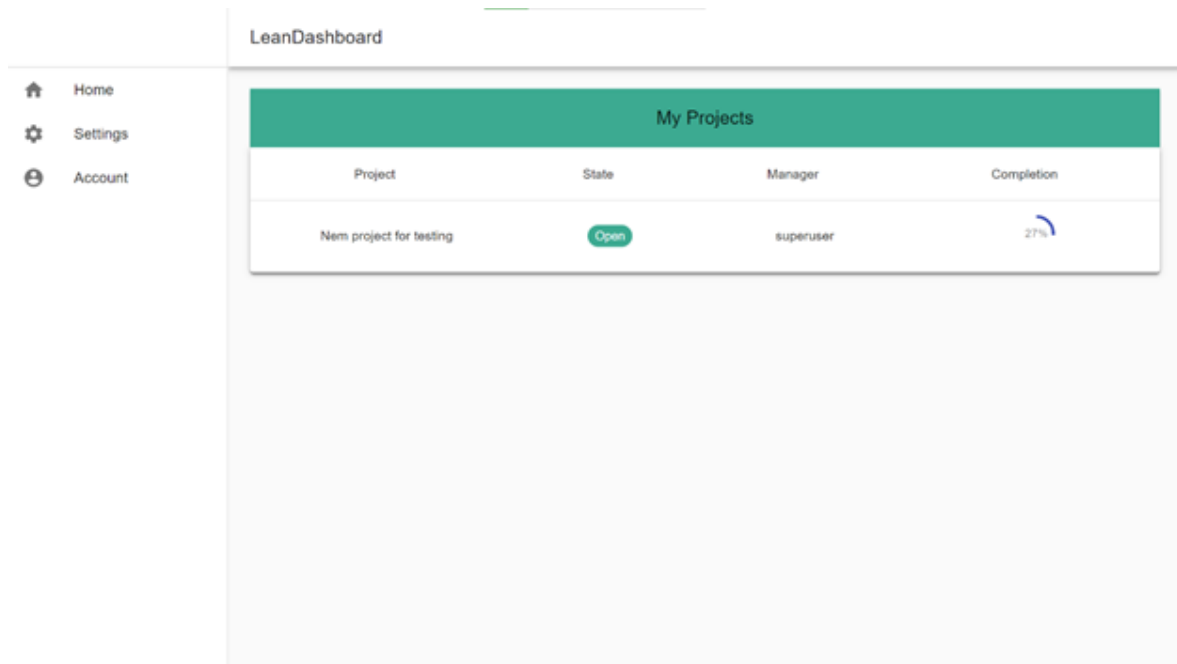 LeanDashboard
Home
Settings
Account
My Projects
Project State Manager Completion
Nem project for testing Open superuser 27%